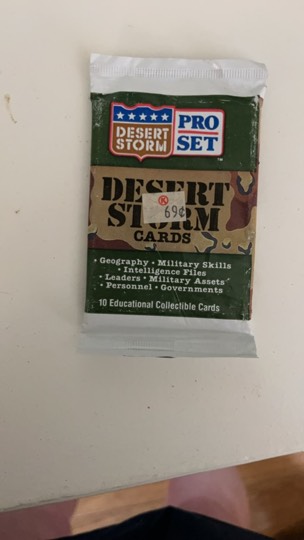 DESERT
STORM
PRO
SET
DESERT
STORM
CARDS
69¢
• Geography • Military Skills
• Intelligence Files
• Leaders • Military Assets
• Personnel • Governments
10 Educational Collectible Cards